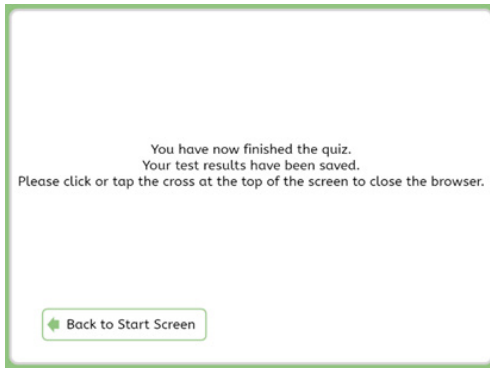 You have now finished the quiz.
Your test results have been saved.
Please click or tap the cross at the top of the screen to close the browser.
Back to Start Screen